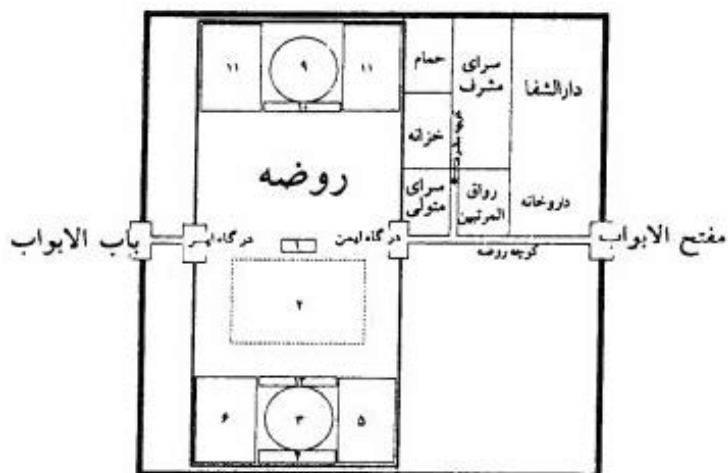 ۱۱
۹
۱۱
حمام
سرای
مشرف
دارالشفا
خزانه
روضه
سرای
متولی
رواق
المرتبین
داروخانه
باب الابواب
درگاه ایسر
درگاه ایمن
مفتح الابواب
۱
کوچه روضه
۲
۶
۳
۵